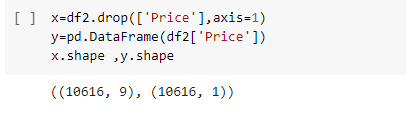 [ ] x=df2.drop(['Price'],axis=1)
y=pd.DataFrame(df2['Price'])
x.shape ,y.shape
((10616, 9), (10616, 1))